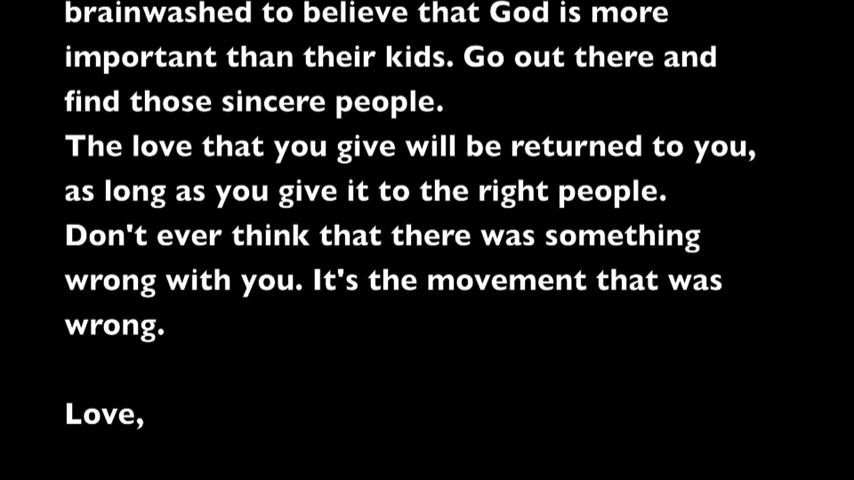 brainwashed to believe that God is more
important than their kids. Go out there and
find those sincere people.
The love that you give will be returned to you,
as long as you give it to the right people.
Don't ever think that there was something
wrong with you. It's the movement that was
wrong.
Love,